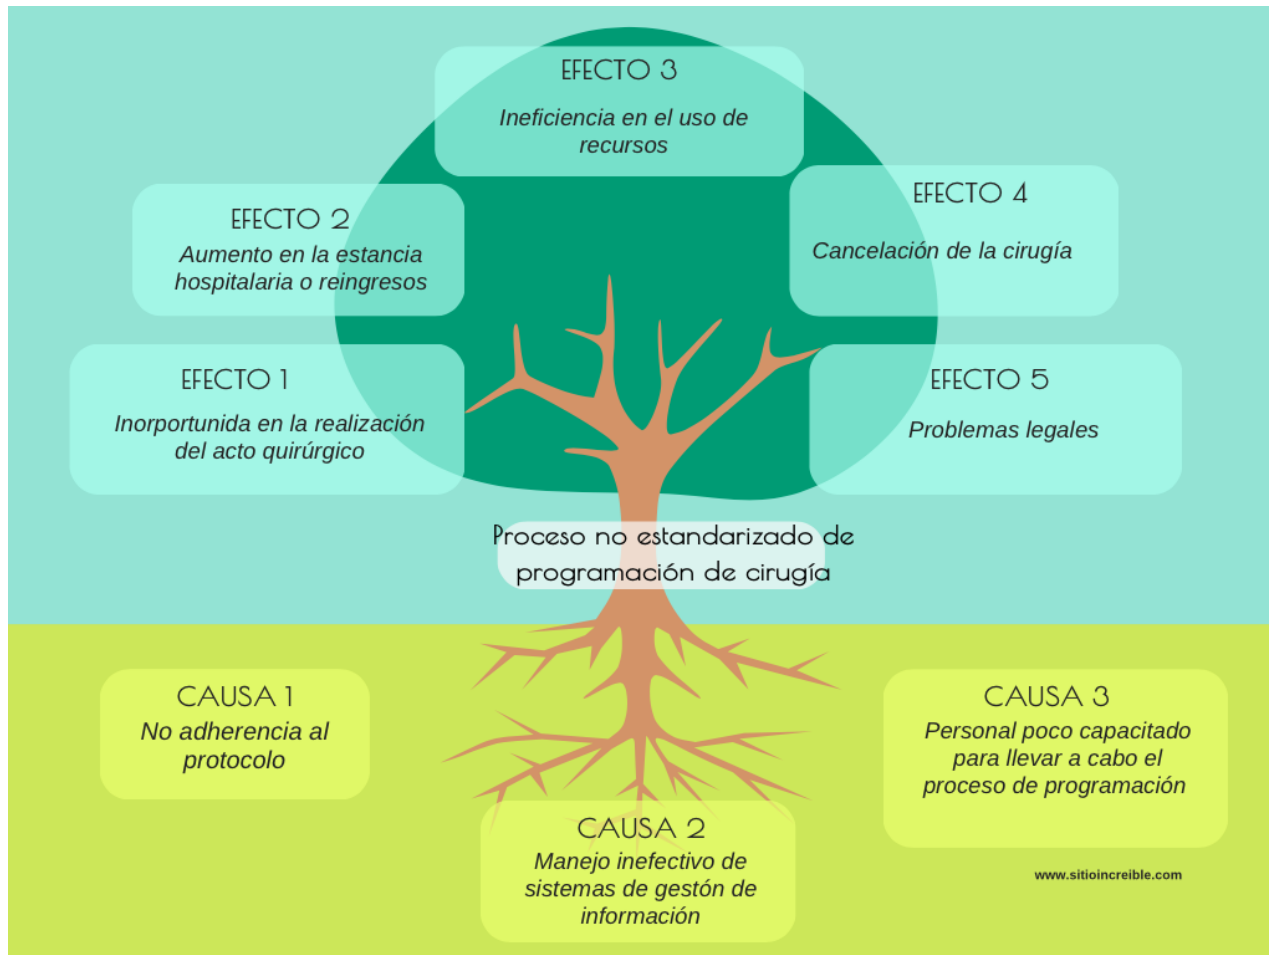 EFECTO 3
Ineficiencia en el uso de
recursos
EFECTO 4
Cancelación de la cirugía
EFECTO 2
Aumento en la estancia
hospitalaria o reingresos
EFECTO 1
Inorportunida en la realización
del acto quirúrgico
EFECTO 5
Problemas legales
Proceso no estandarizado de
programación de cirugía
CAUSA 1
No adherencia al
protocolo
CAUSA 2
Manejo inefectivo de
sistemas de gestón de
información
CAUSA 3
Personal poco capacitado
para llevar a cabo el
proceso de programación
www.sitioincreible.com